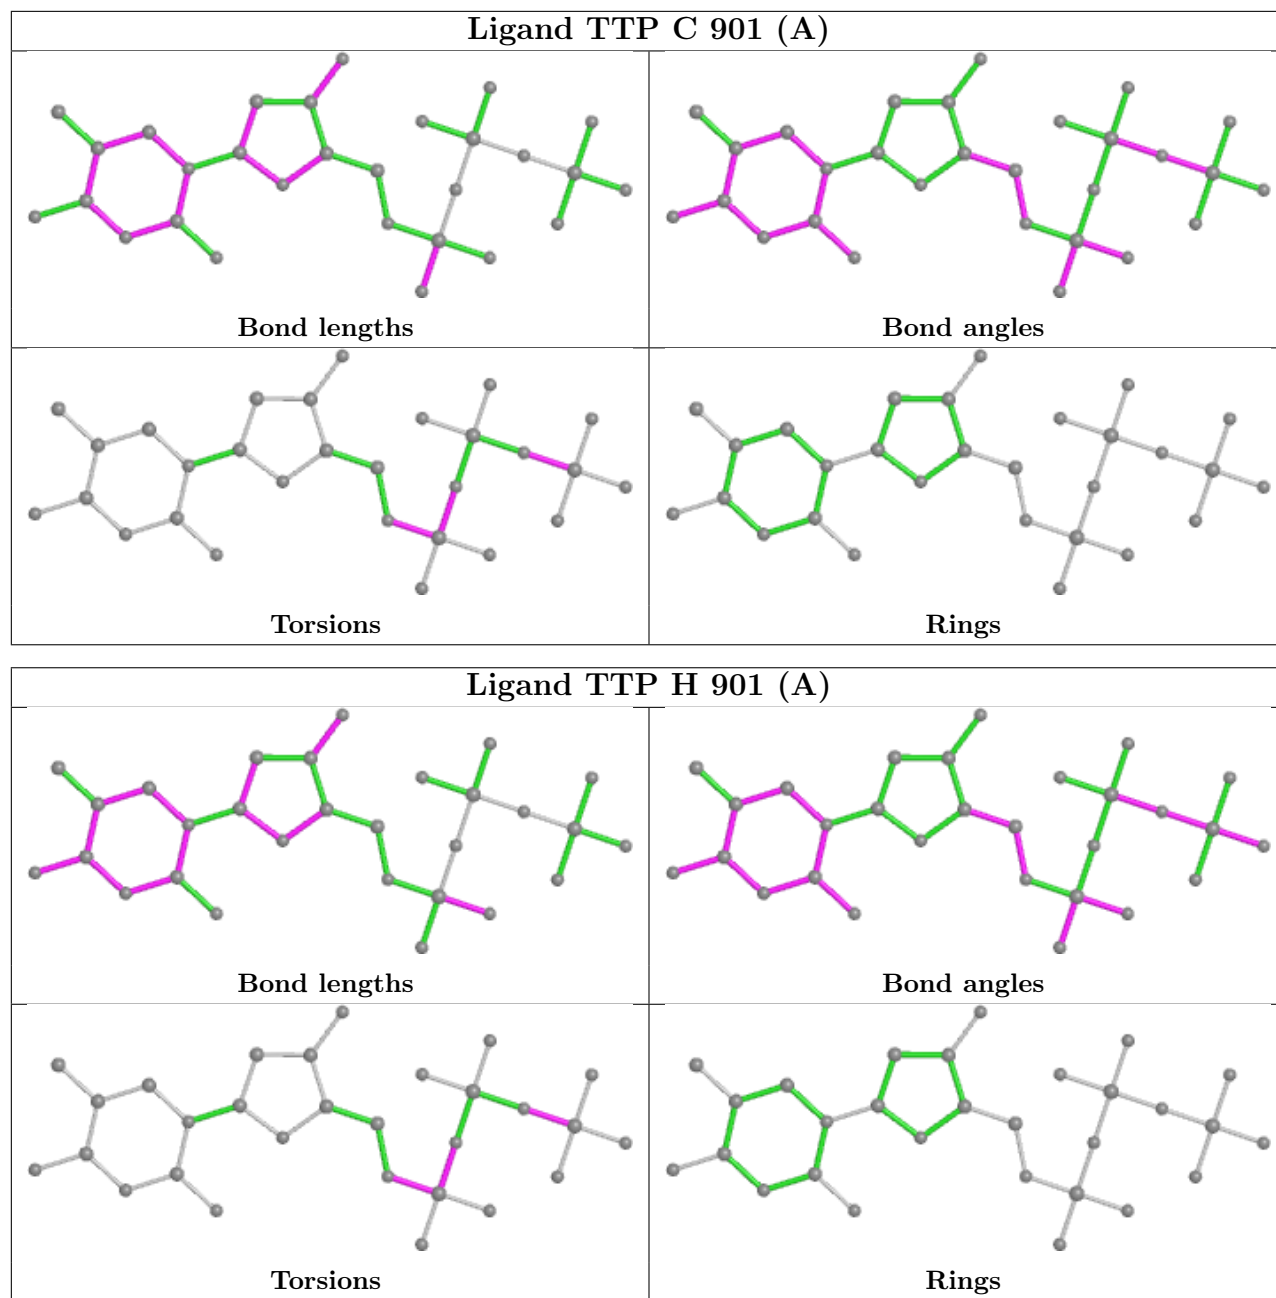 Ligand TTP C 901 (A)
Bond lengths
Bond angles
Torsions
Rings
Ligand TTP H 901 (A)
Bond lengths
Bond angles
Torsions
Rings